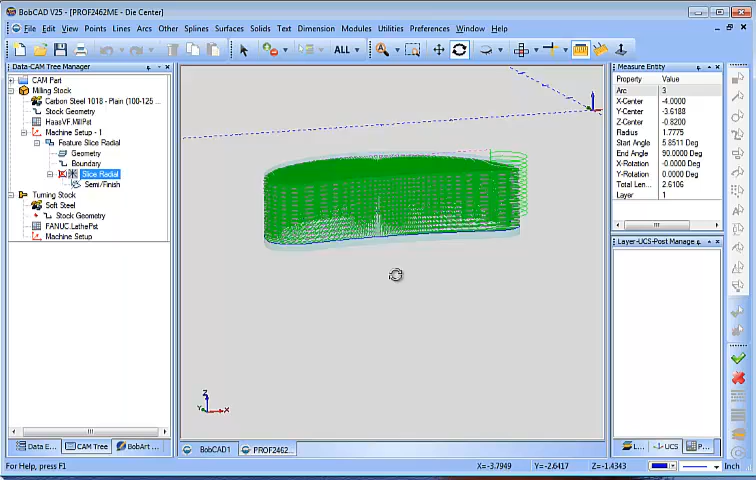 BobCAD V25 - [PROF2462ME - Die Center]
File Edit View Points Lines Arcs Other Splines Surfaces Solids Text Dimension Utilities Preferences Window Help
ALL
Data-CAM Tree Manager
CAM Part
Milling Stock
Carbon Steel 1018 - Plain (100-125 ...
Stock Geometry
HaasVF.MillPst
Machine Setup - 1
Feature Slice Radial
Geometry
Boundary
Slice Radial
Semi/Finish
Turning Stock
Soft Steel
Stock Geometry
FANUC.LathePst
Machine Setup
Data E...
CAM Tree
BobArt ...
Z
Y
X
BobCAD1
PROF2462...
Measure Entity
Property Value
Arc 3
X-Center -4.0000
Y-Center -3.6188
Z-Center -0.8200
Radius 1.7775
Start Angle 5.8511 Deg
End Angle 90.0000 Deg
X-Rotation -0.0000 Deg
Y-Rotation 0.0000 Deg
Total Len... 2.6106
Layer 1
Layer-UCS-Post Manage
L...
UCS
P...
For Help, press F1
X=-3.7949 Y=-2.6417 Z=-1.4343
Inch